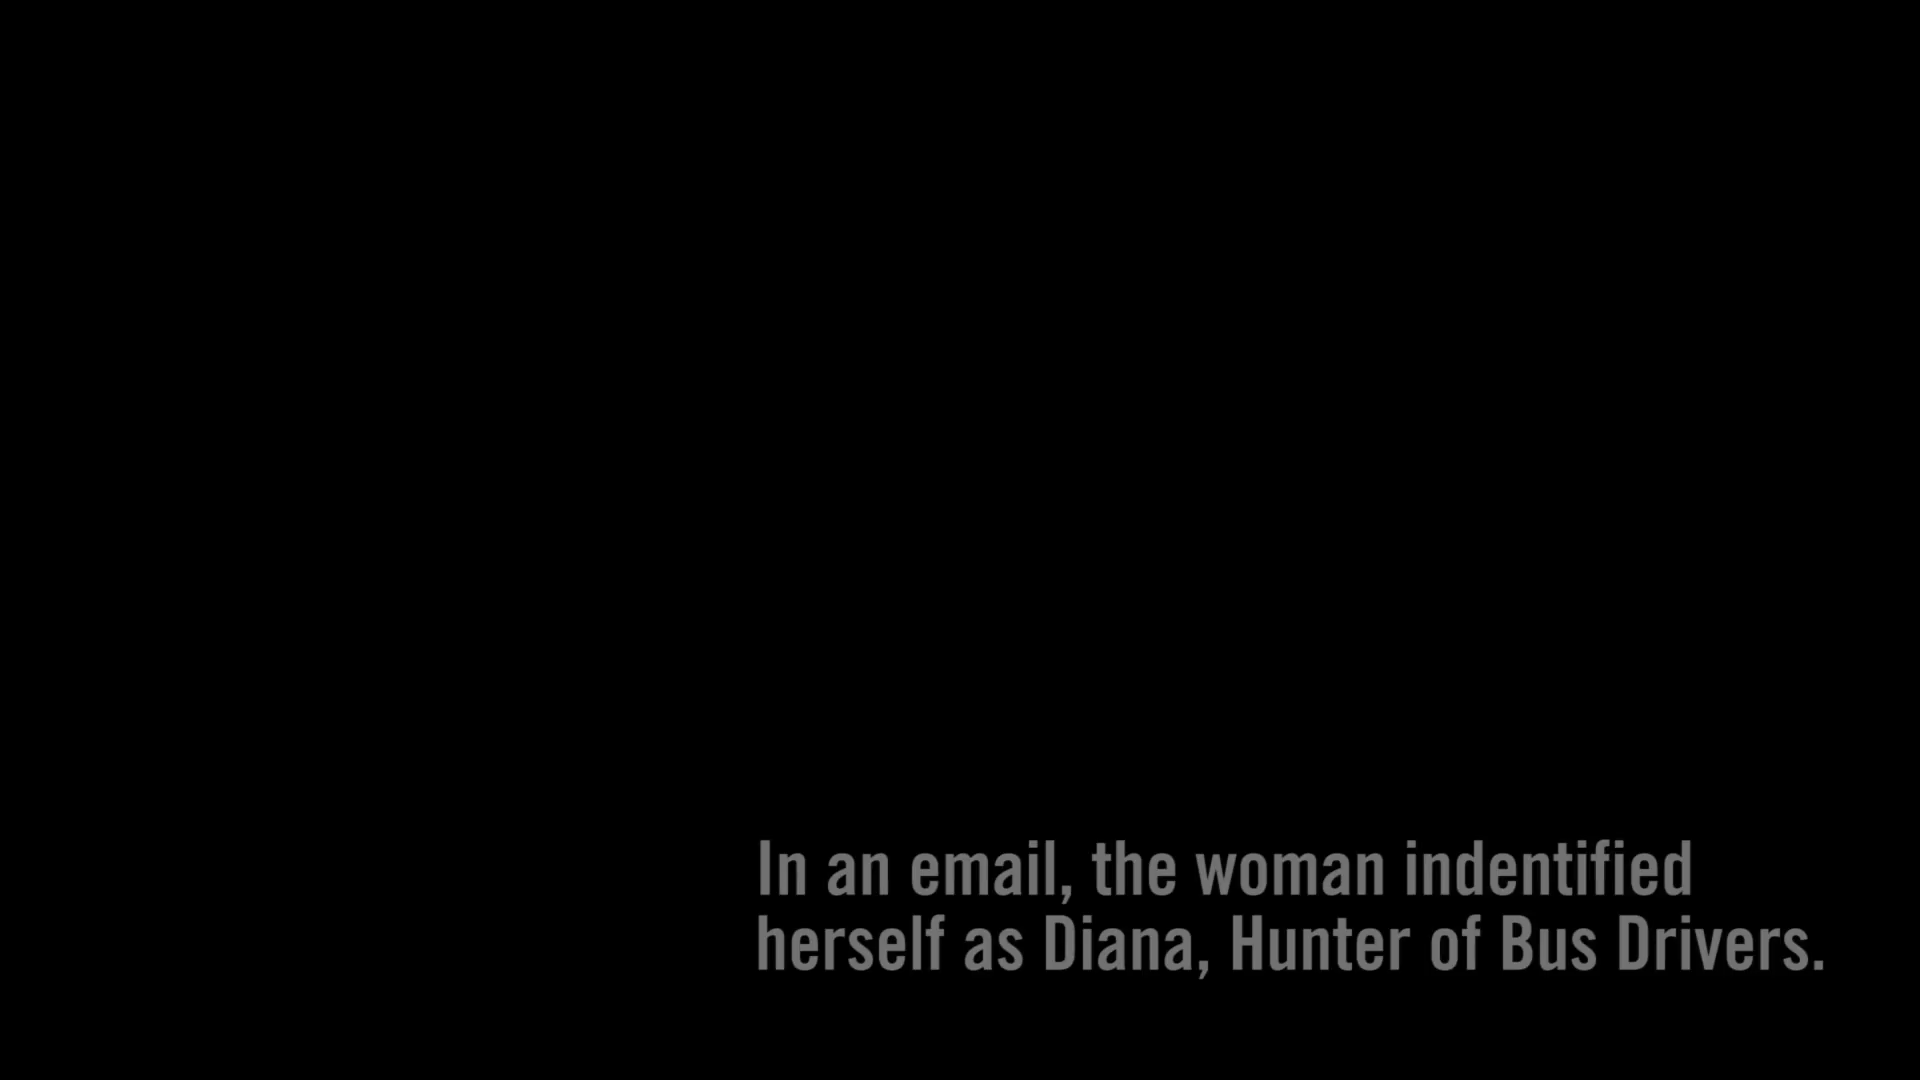 In an email, the woman indentified
herself as Diana, Hunter of Bus Drivers.